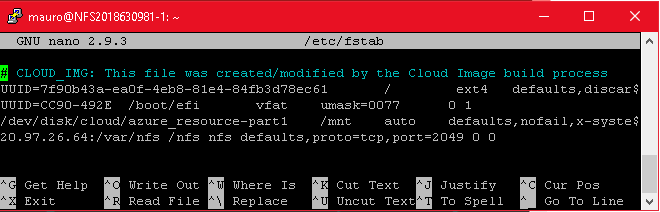 mauro@NFS2018630981-1: ~
GNU nano 2.9.3 /etc/fstab
# CLOUD_IMG: This file was created/modified by the Cloud Image build process
UUID=7f90b43a-ea0f-4eb8-81e4-84fb3d78ec61 / ext4 defaults,discar$
UUID=CC90-492E /boot/efi vfat umask=0077 0 1
/dev/disk/cloud/azure_resource-part1 /mnt auto defaults,nofail,x-syste$
20.97.26.64:/var/nfs /nfs nfs defaults,proto=tcp,port=2049 0 0
^G Get Help ^O Write Out ^W Where Is ^K Cut Text ^J Justify ^C Cur Pos
^X Exit ^R Read File ^\ Replace ^U Uncut Text ^T To Spell ^_ Go To Line